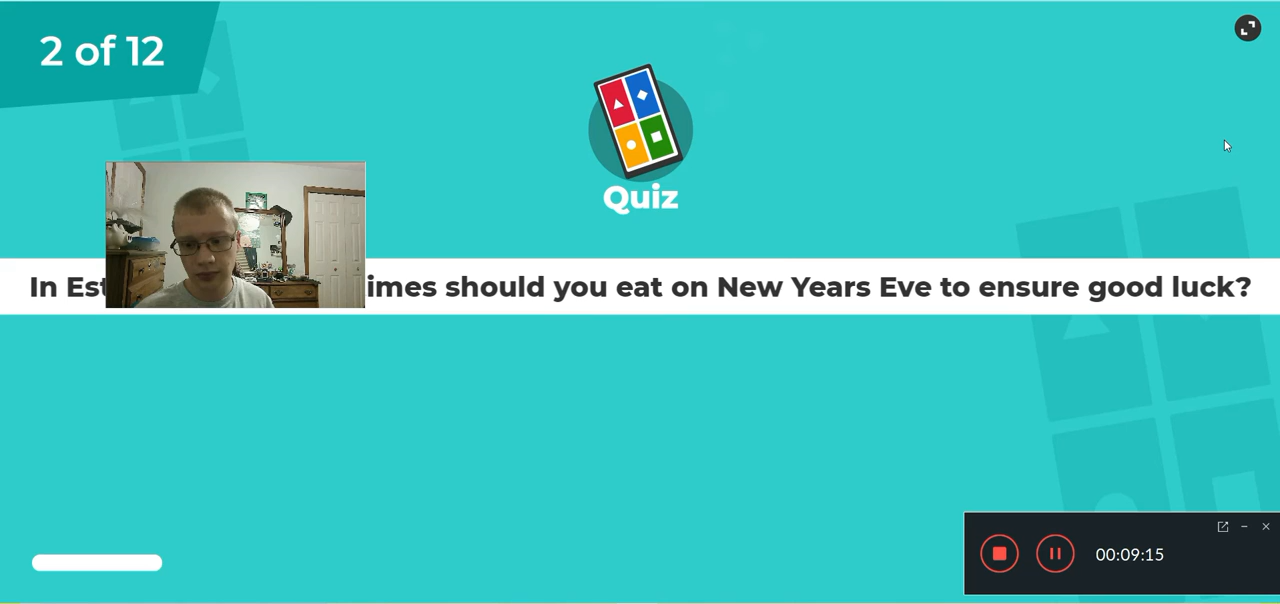 2 of 12
Quiz
In Est imes should you eat on New Years Eve to ensure good luck?
00:09:15